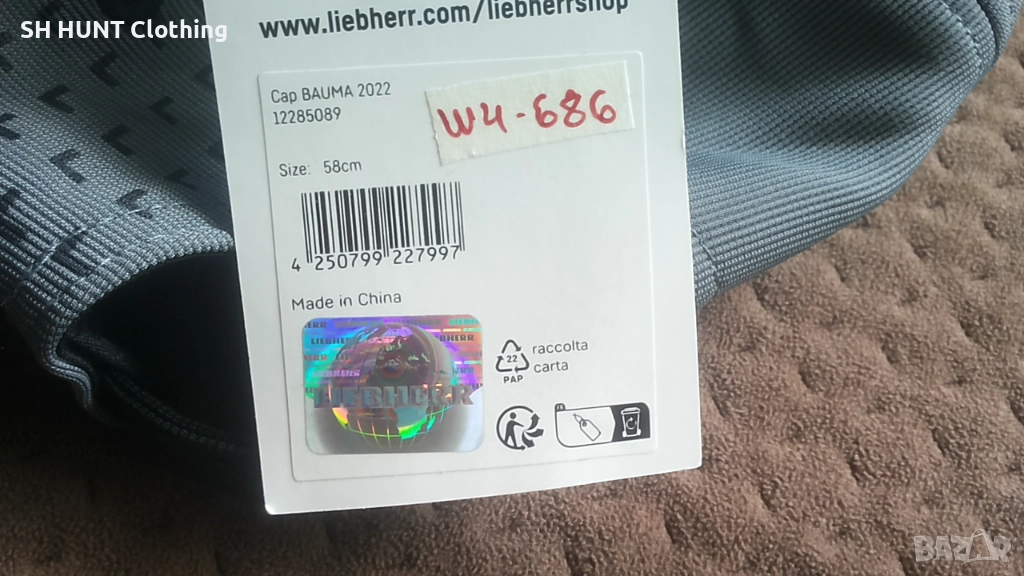 SH HUNT Clothing
www.liebherr.com/liebherrshop
Cap BAUMA 2022
12285089
W4-686
Size: 58cm
4 250799 227997
Made in China
LIEBHERR
22
PAP
raccolta
carta
BAZAR